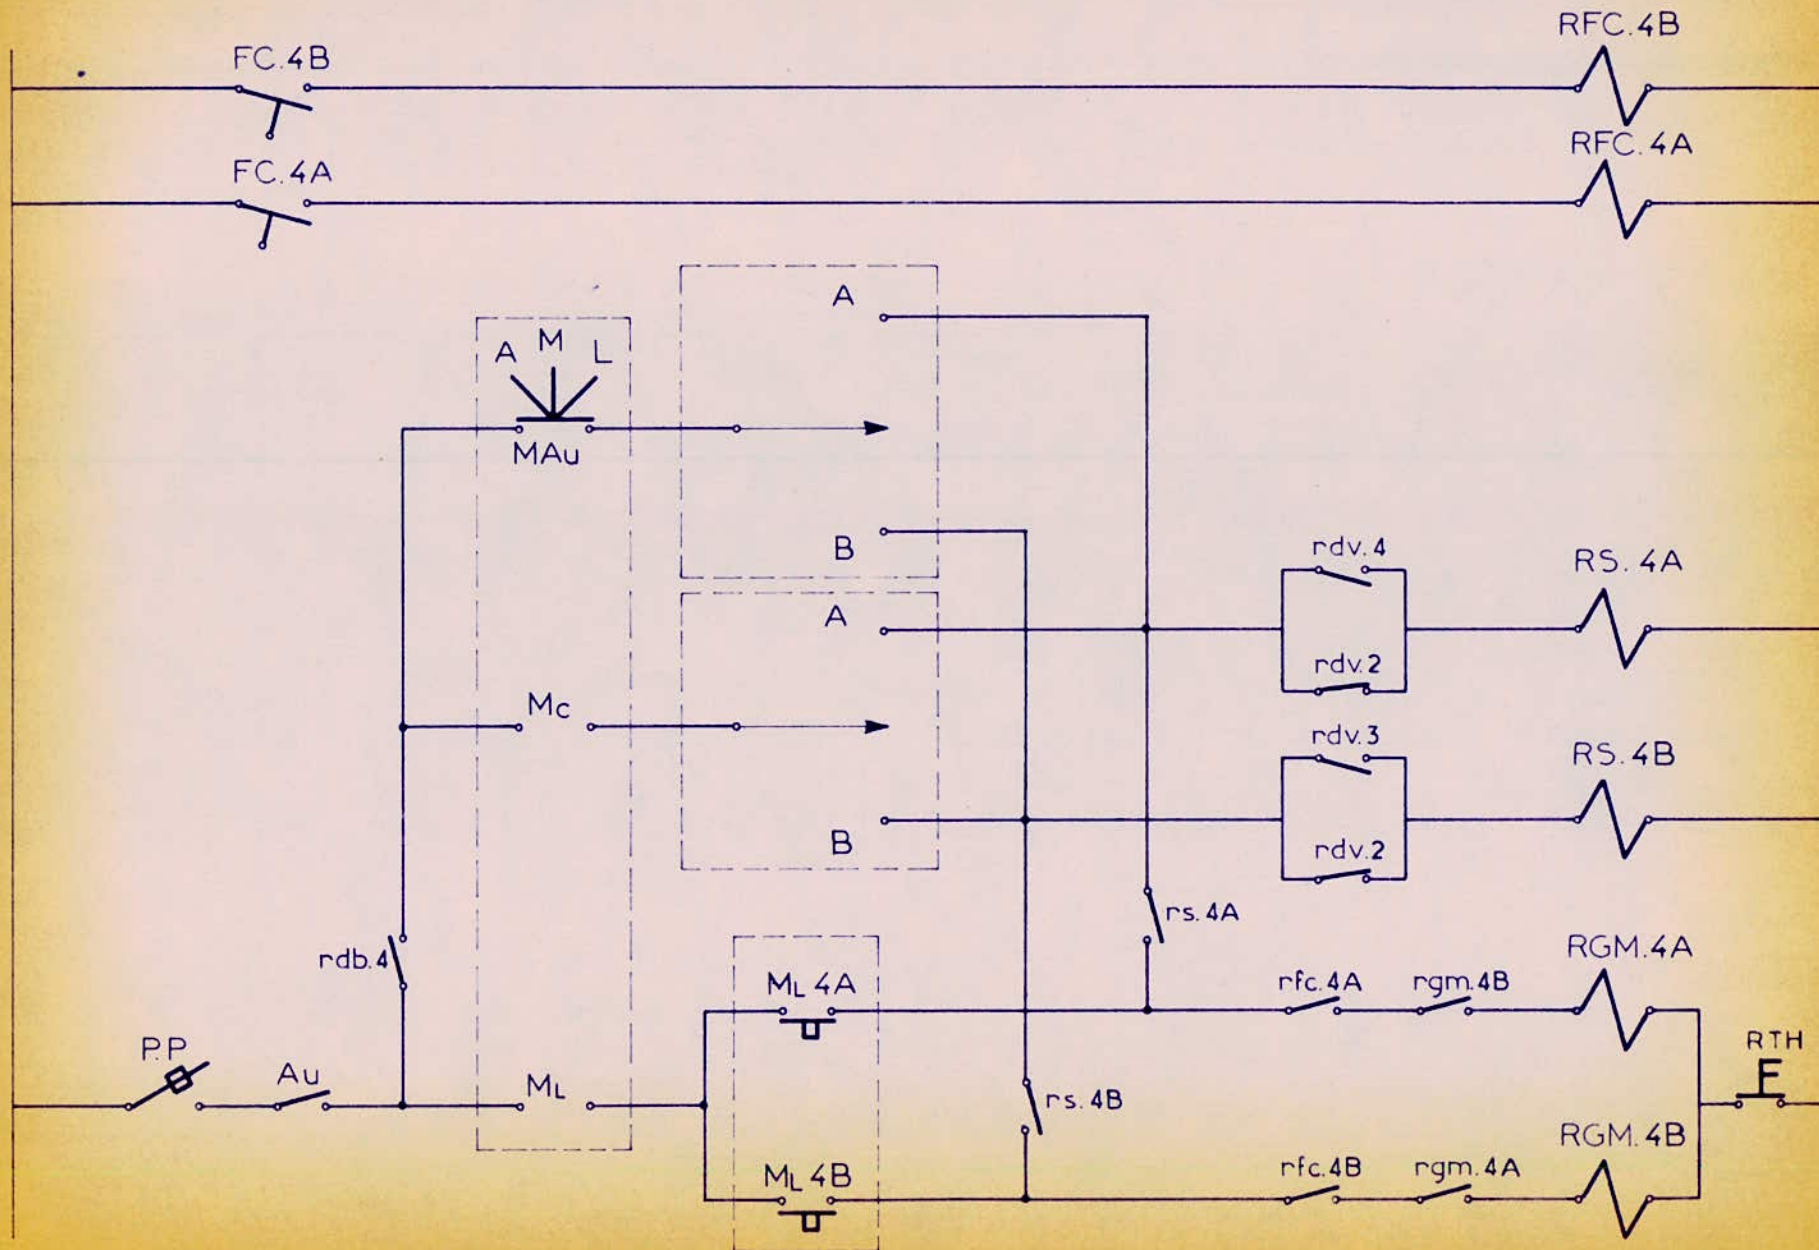 FC.4B
RFC.4B
FC.4A
RFC.4A
A
A M L
MAu
B
rdv.4
RS.4A
A
rdv.2
Mc
rdv.3
RS.4B
B
rdv.2
rs.4A
rdb.4
ML 4A
rfc.4A
rgm.4B
RGM.4A
P.P
Au
ML
rs.4B
RTH
F
ML 4B
rfc.4B
rgm.4A
RGM.4B